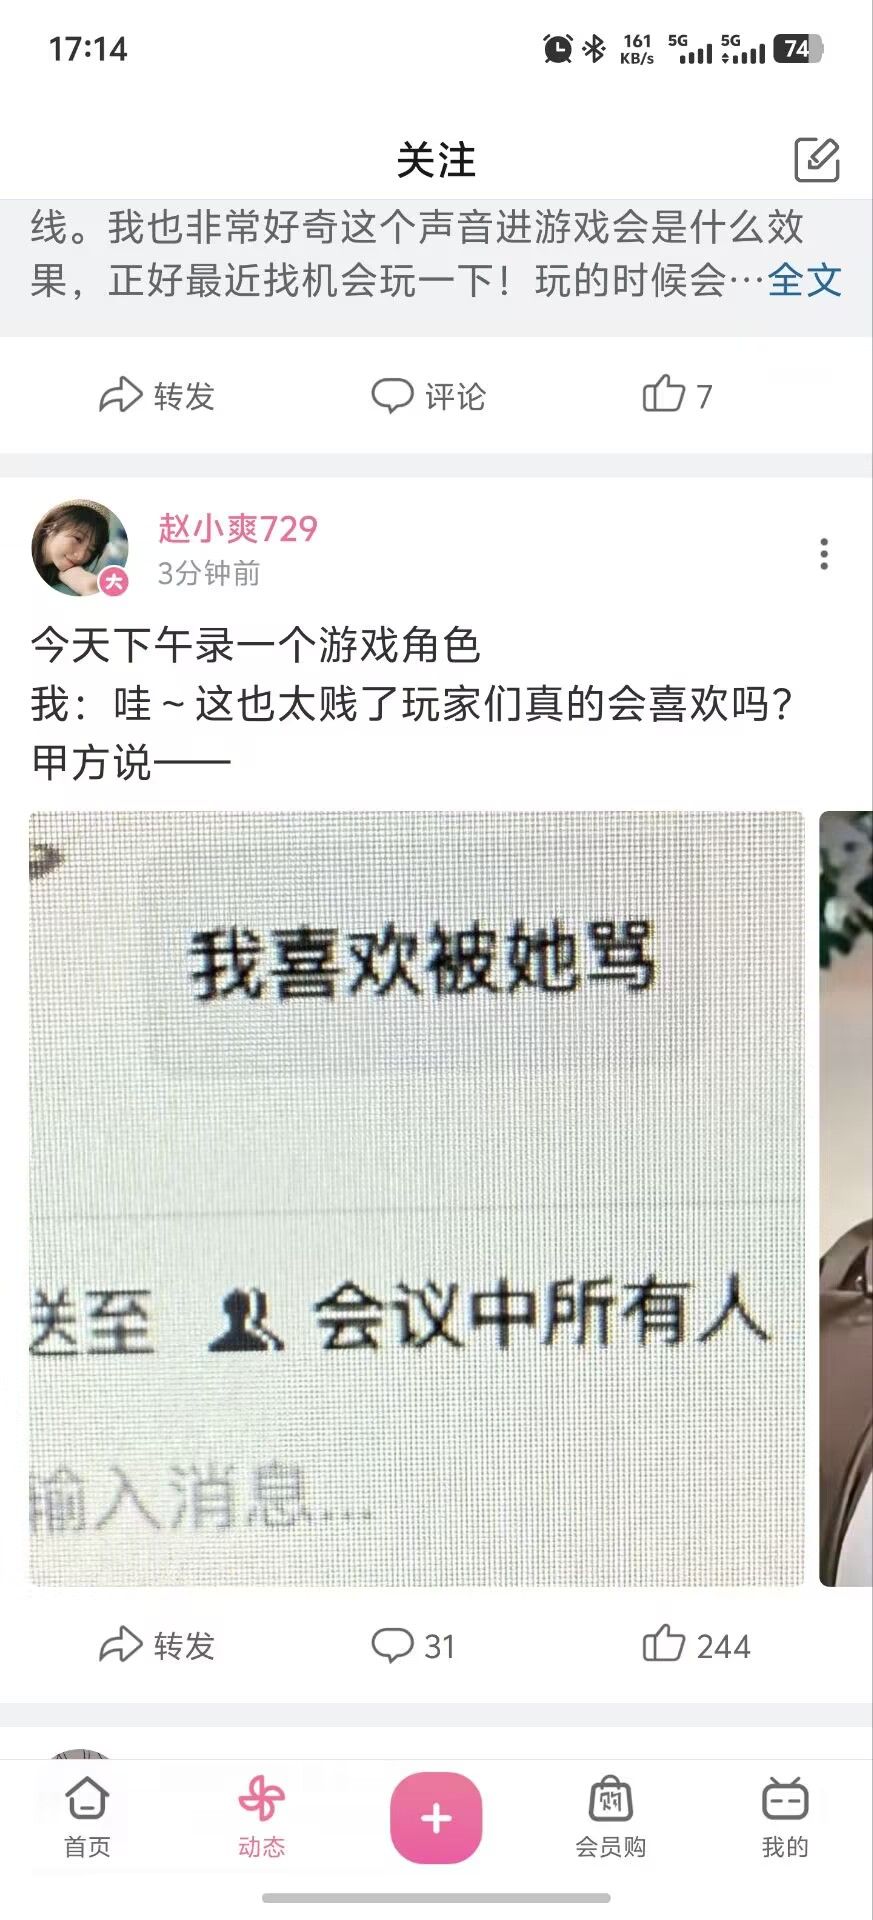 17:14
161
KB/s
5G
5G
74
关注
线。我也非常好奇这个声音进游戏会是什么效
果，正好最近找机会玩一下！玩的时候会…全文
转发
评论
7
赵小爽729
大
3分钟前
今天下午录一个游戏角色
我：哇~这也太贱了玩家们真的会喜欢吗？
甲方说——
我喜欢被她骂
送至 会议中所有人
输入消息...
转发
31
244
首页
动态
购
会员购
我的